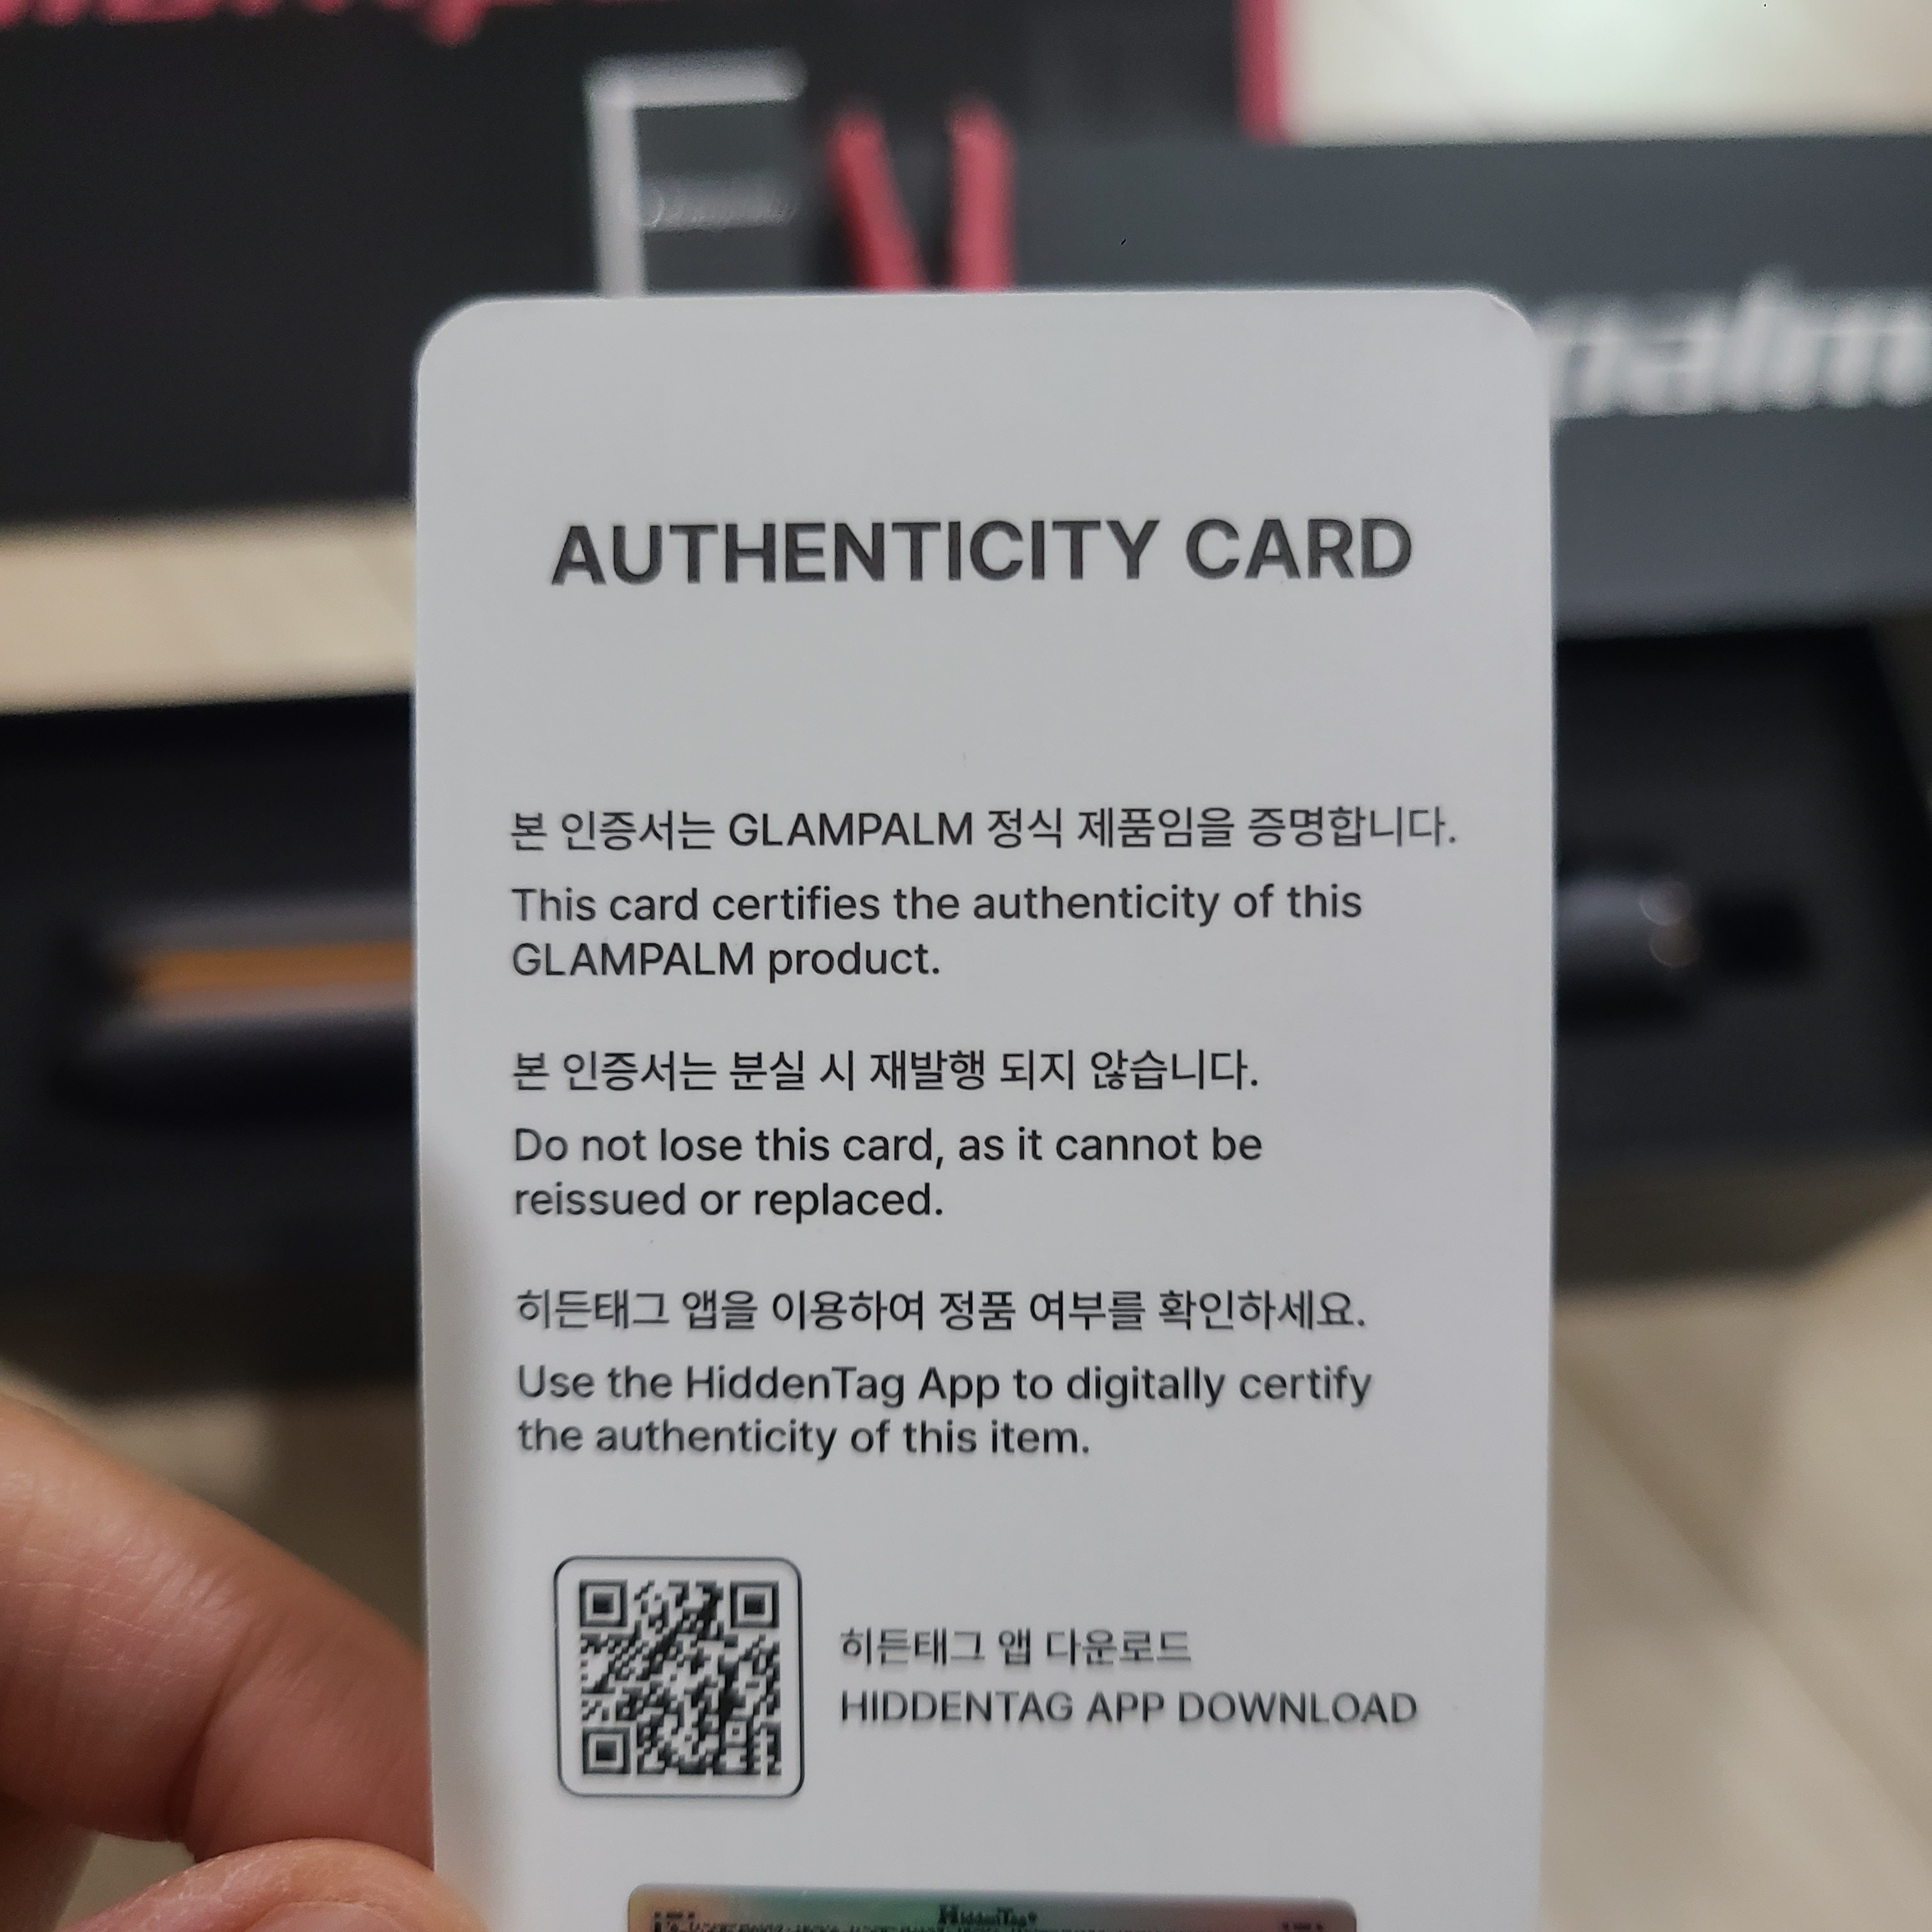 AUTHENTICITY CARD
본 인증서는 GLAMPALM 정식 제품임을 증명합니다.
This card certifies the authenticity of this
GLAMPALM product.
본 인증서는 분실 시 재발행 되지 않습니다.
Do not lose this card, as it cannot be
reissued or replaced.
히든태그 앱을 이용하여 정품 여부를 확인하세요.
Use the HiddenTag App to digitally certify
the authenticity of this item.
히든태그 앱 다운로드
HIDDENTAG APP DOWNLOAD
HiddenTag®